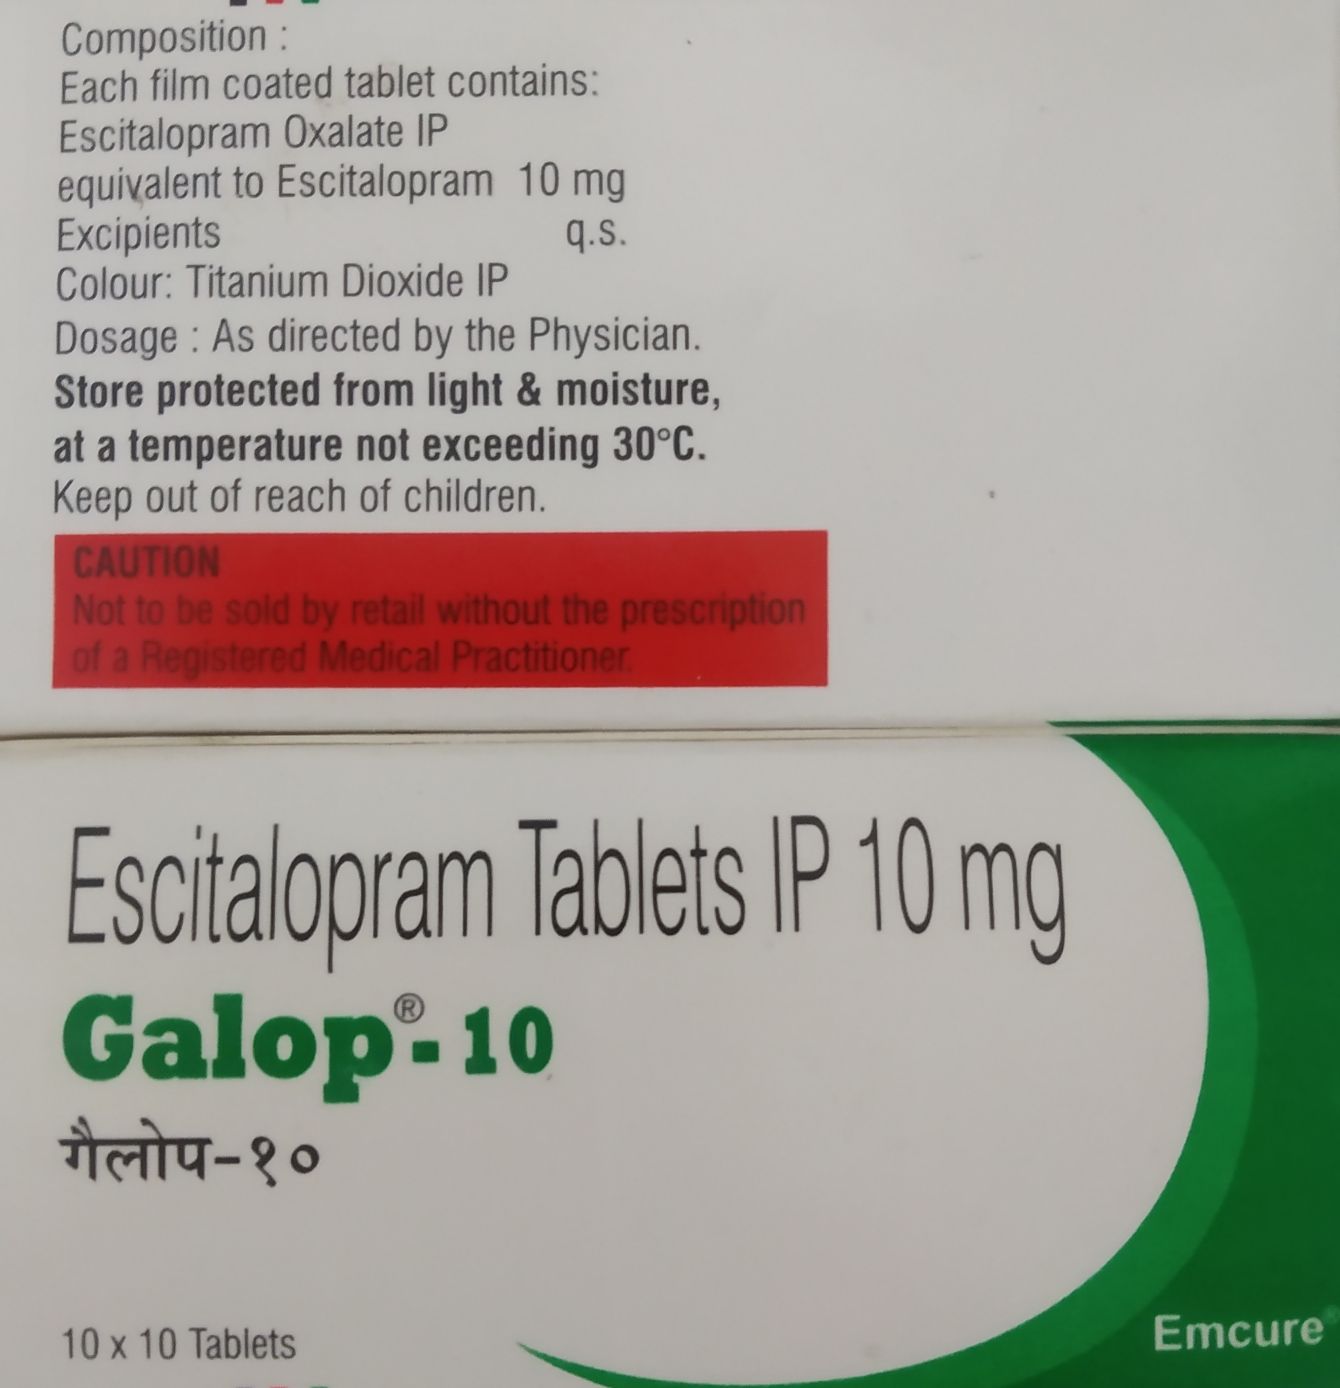 Composition :
Each film coated tablet contains:
Escitalopram Oxalate IP
equivalent to Escitalopram 10 mg
Excipients q.s.
Colour: Titanium Dioxide IP
Dosage : As directed by the Physician.
Store protected from light & moisture,
at a temperature not exceeding 30°C.
Keep out of reach of children.
CAUTION
Not to be sold by retail without the prescription
of a Registered Medical Practitioner.
Escitalopram Tablets IP 10 mg
Galop®-10
गैलोप-१०
10 x 10 Tablets
Emcure®